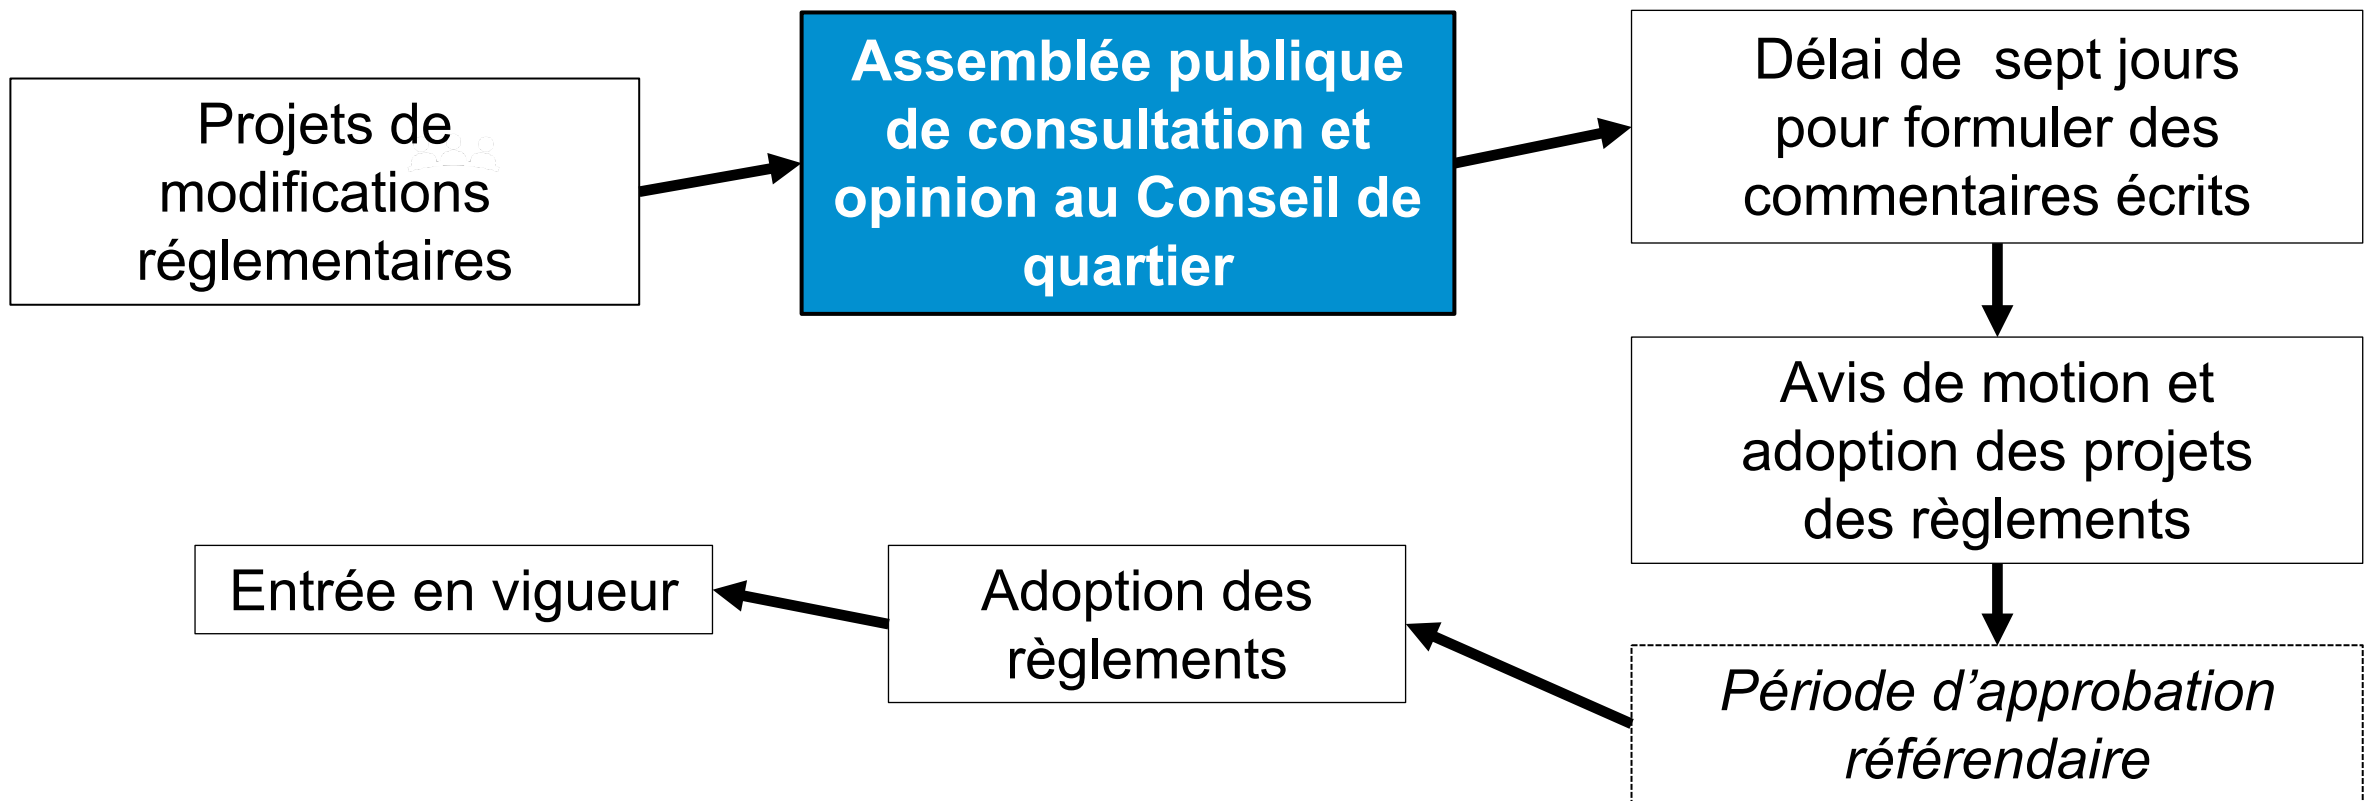 Projets de
modifications
réglementaires
Assemblée publique
de consultation et
opinion au Conseil de
quartier
Délai de  sept jours
pour formuler des
commentaires écrits
Avis de motion et
adoption des projets
des règlements
Période d’approbation
référendaire
Adoption des
règlements
Entrée en vigueur